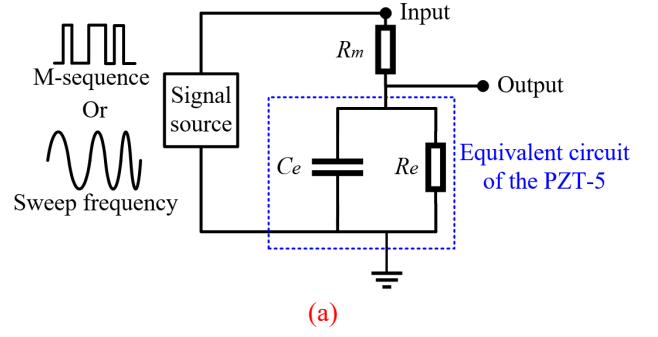 Input
Rm
M-sequence
Or
Sweep frequency
Signal
source
Output
Ce
Re
Equivalent circuit
of the PZT-5
(a)